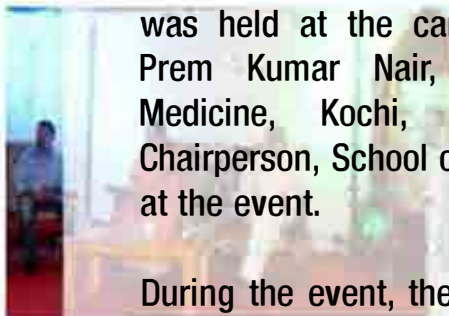 was held at the ca
Prem Kumar Nair,
Medicine, Kochi,
Chairperson, School
at the event.
During the event, the